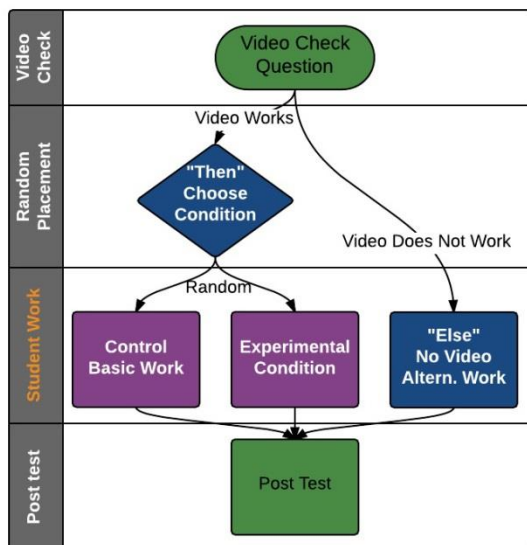 Video
Check
Video Check
Question
Random
Placement
Video Works
"Then"
Choose
Condition
Video Does Not Work
Random
Student Work
Control
Basic Work
Experimental
Condition
"Else"
No Video
Altern. Work
Post test
Post Test